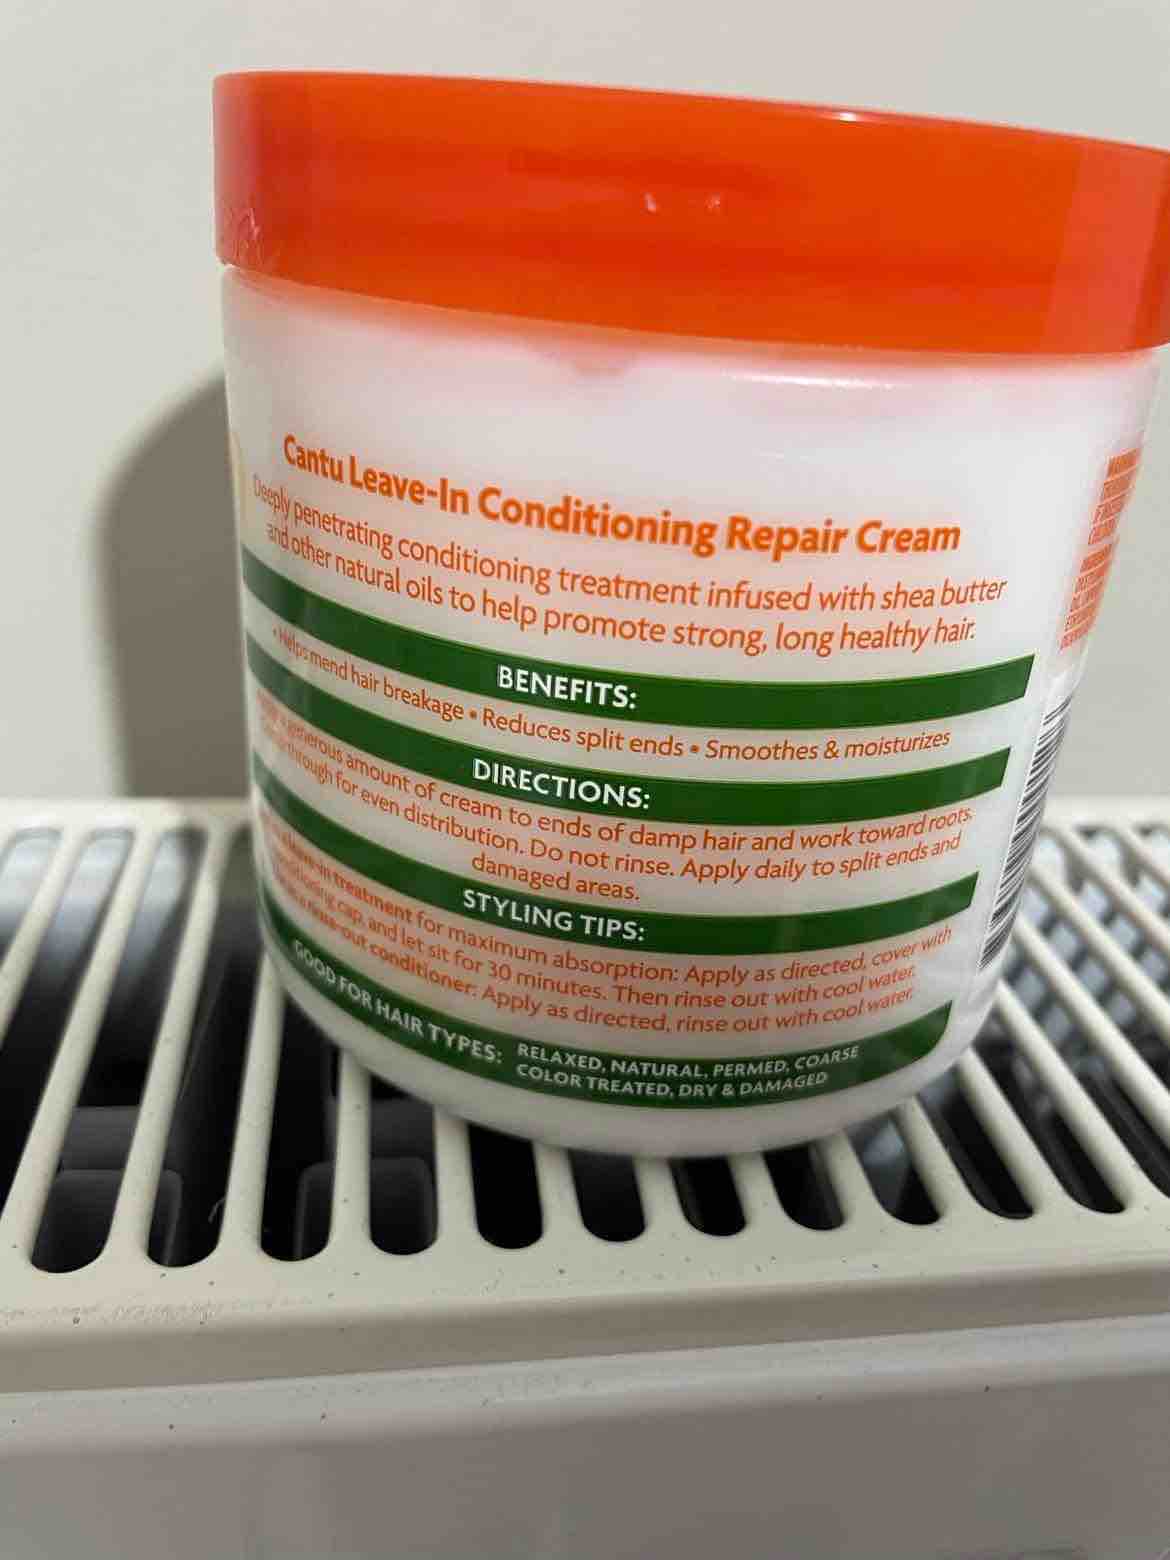 Cantu Leave-In Conditioning Repair Cream
Deeply penetrating conditioning treatment infused with shea butter
and other natural oils to help promote strong, long healthy hair.
BENEFITS:
• Helps mend hair breakage • Reduces split ends • Smoothes & moisturizes
DIRECTIONS:
generous amount of cream to ends of damp hair and work toward roots.
through for even distribution. Do not rinse. Apply daily to split ends and
damaged areas.
STYLING TIPS:
leave-in treatment for maximum absorption: Apply as directed, cover with
cap, and let sit for 30 minutes. Then rinse out with cool water.
rinse-out conditioner: Apply as directed, rinse out with cool water.
GOOD FOR HAIR TYPES: RELAXED, NATURAL, PERMED, COARSE
COLOR TREATED, DRY & DAMAGED